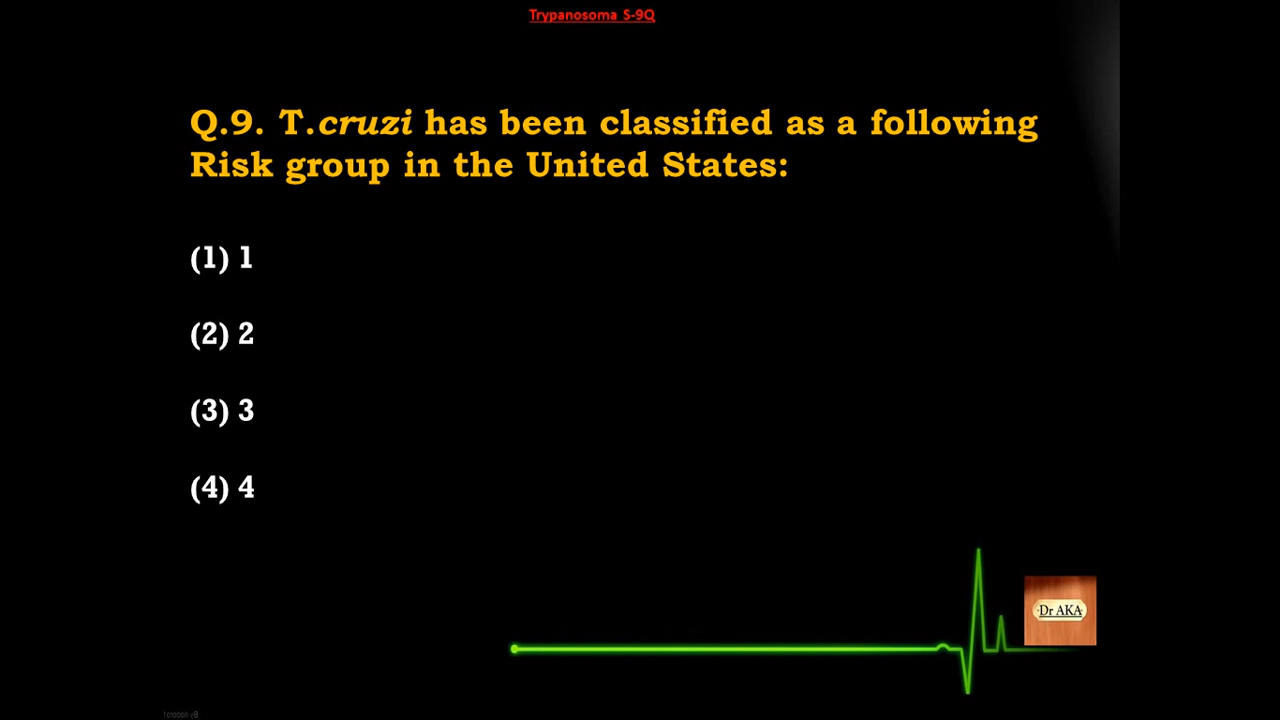 Trypanosoma S-9Q
Q.9. T.cruzi has been classified as a following
Risk group in the United States:
(1) 1
(2) 2
(3) 3
(4) 4
Dr AKA